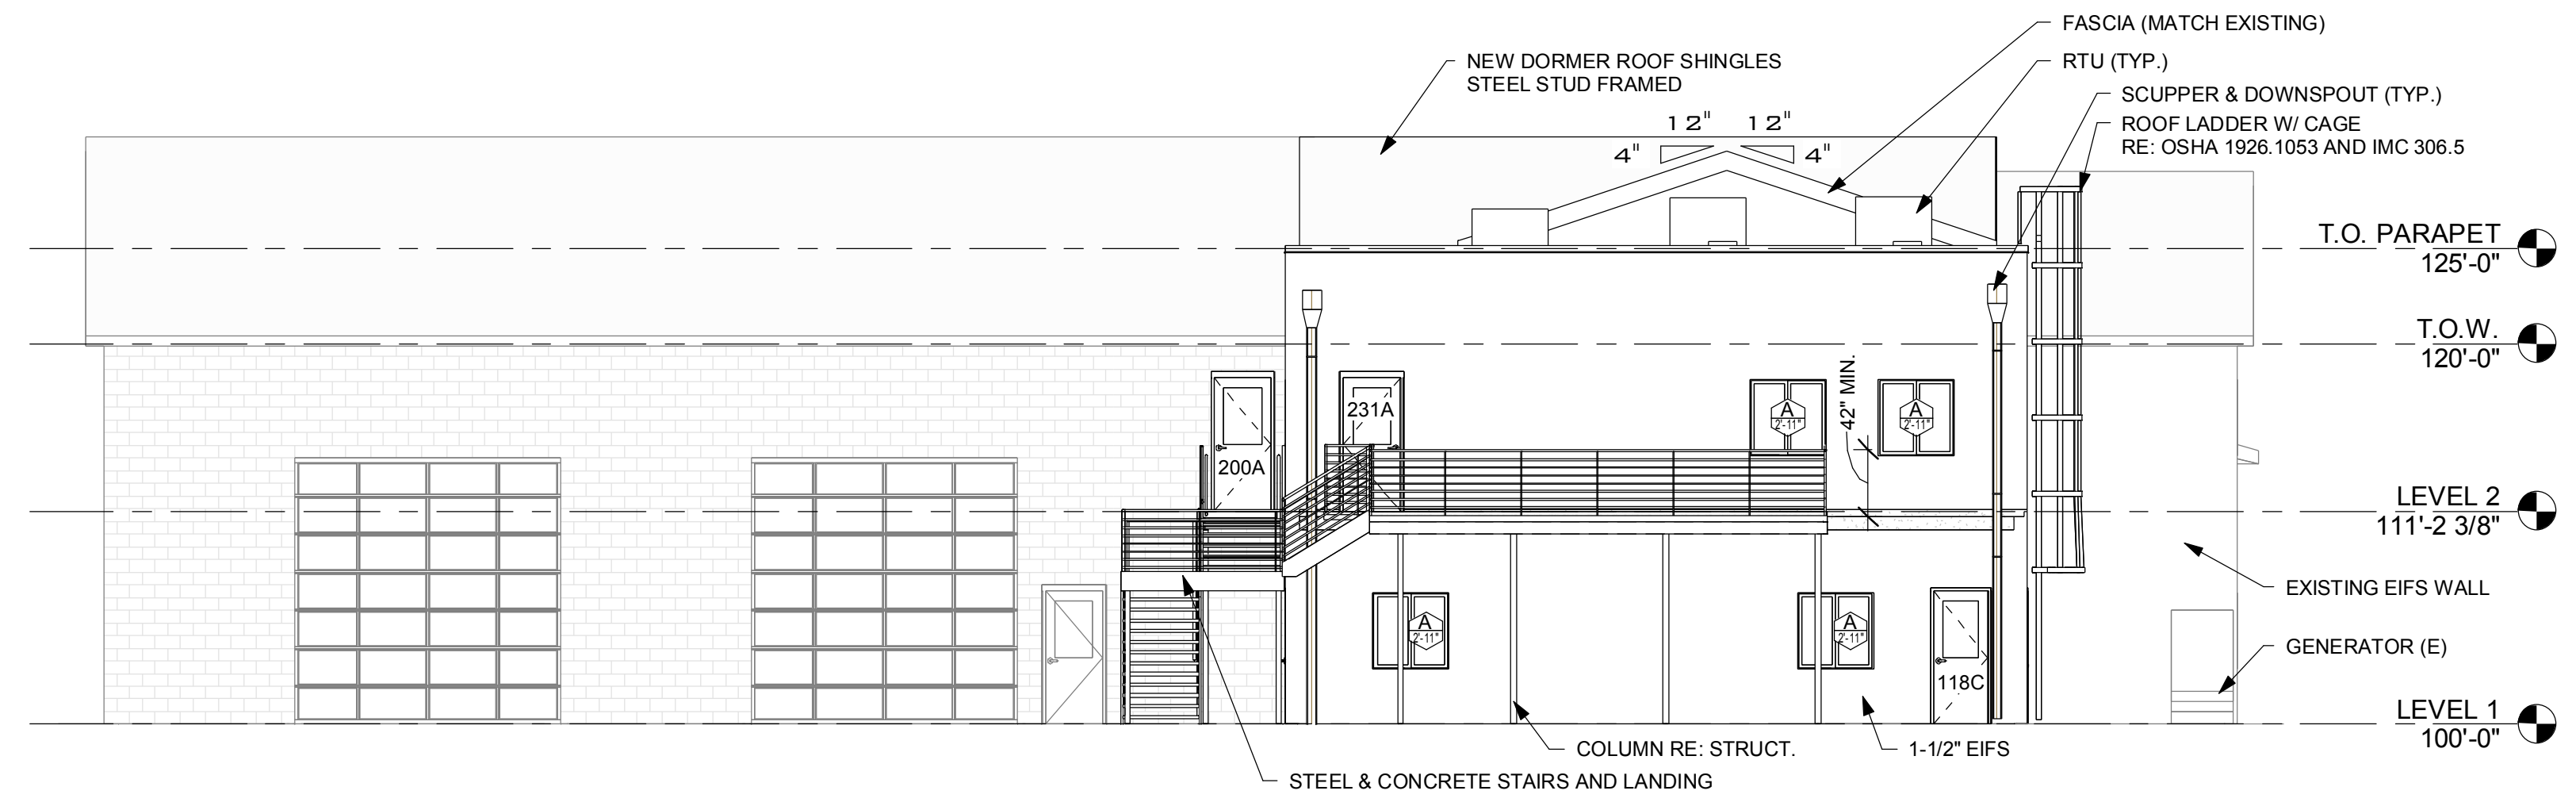 FASCIA (MATCH EXISTING)
NEW DORMER ROOF SHINGLES
STEEL STUD FRAMED
RTU (TYP.)
SCUPPER & DOWNSPOUT (TYP.)
ROOF LADDER W/ CAGE
RE: OSHA 1926.1053 AND IMC 306.5
12" 12"
4" 4"
T.O. PARAPET
125'-0"
T.O.W.
120'-0"
42" MIN.
231A
A
2'-11"
A
2'-11"
200A
LEVEL 2
111'-2 3/8"
EXISTING EIFS WALL
A
2'-11"
A
2'-11"
GENERATOR (E)
118C
LEVEL 1
100'-0"
COLUMN RE: STRUCT.
1-1/2" EIFS
STEEL & CONCRETE STAIRS AND LANDING